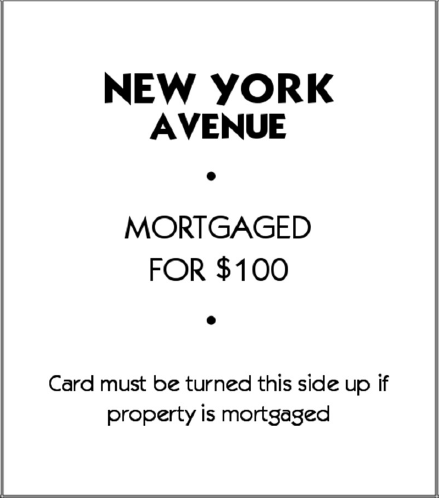 NEW YORK
AVENUE
•
MORTGAGED
FOR $100
•
Card must be turned this side up if
property is mortgaged